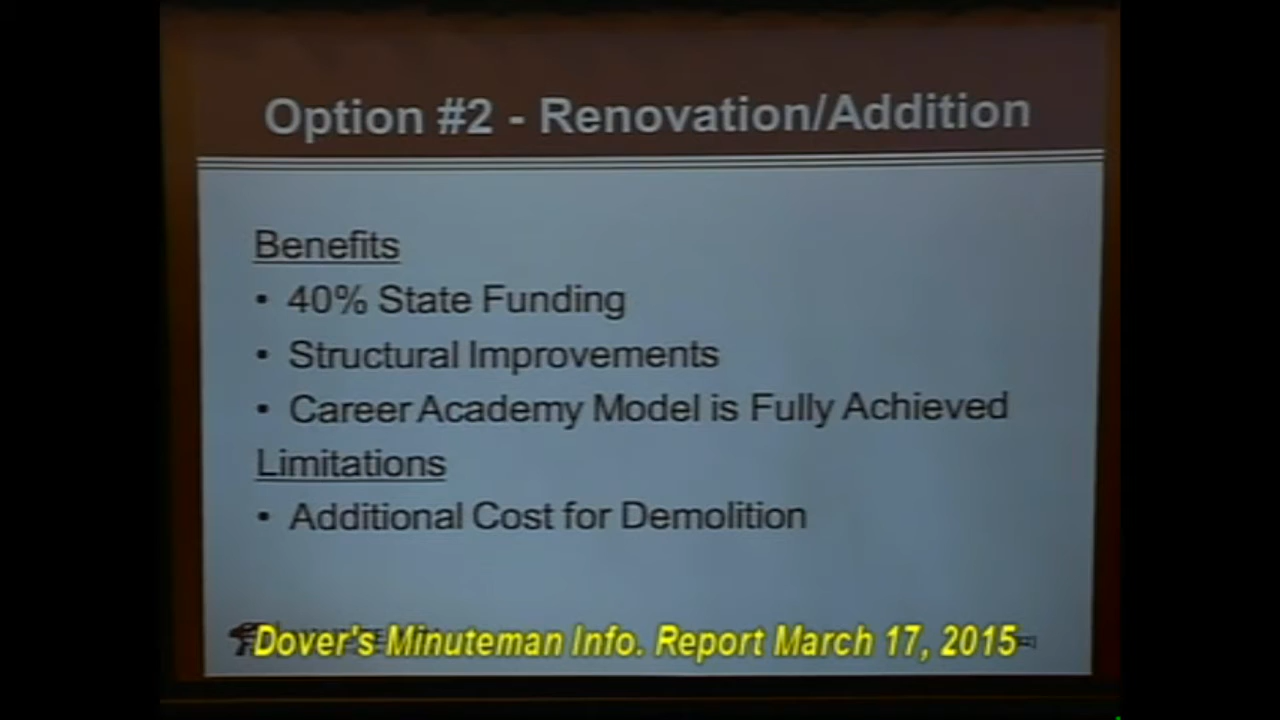 Option #2 - Renovation/Addition
Benefits
• 40% State Funding
• Structural Improvements
• Career Academy Model is Fully Achieved
Limitations
• Additional Cost for Demolition
Dover's Minuteman Info. Report March 17, 2015